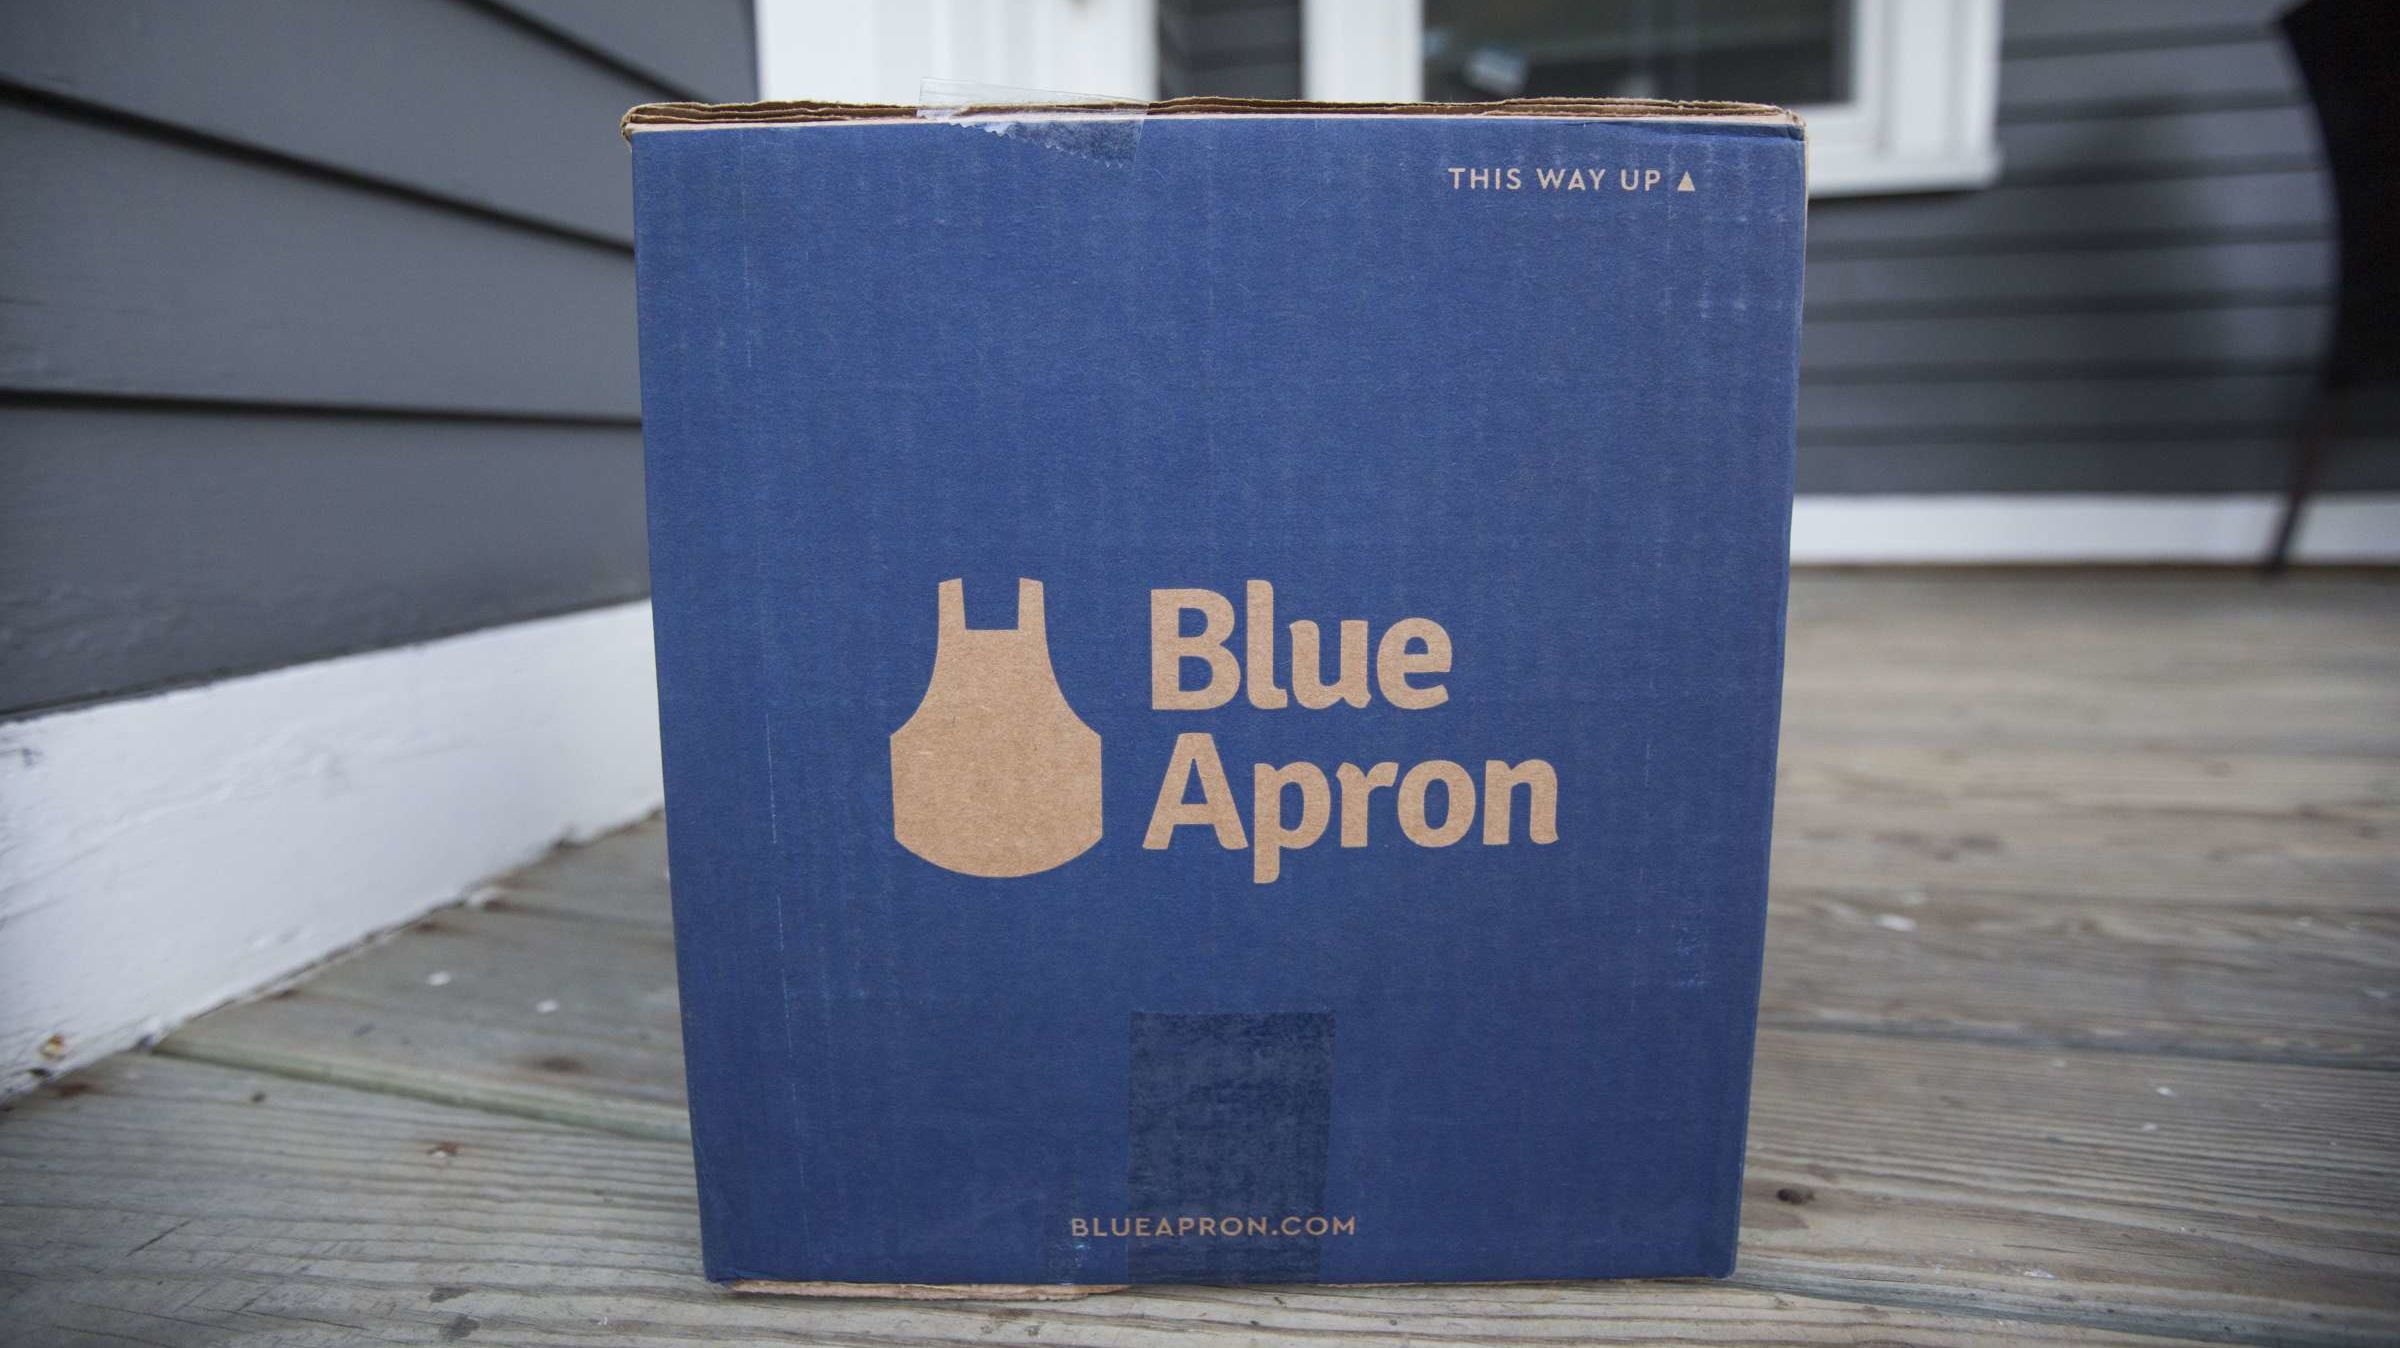 THIS WAY UP ▲
Blue
Apron
BLUEAPRON.COM